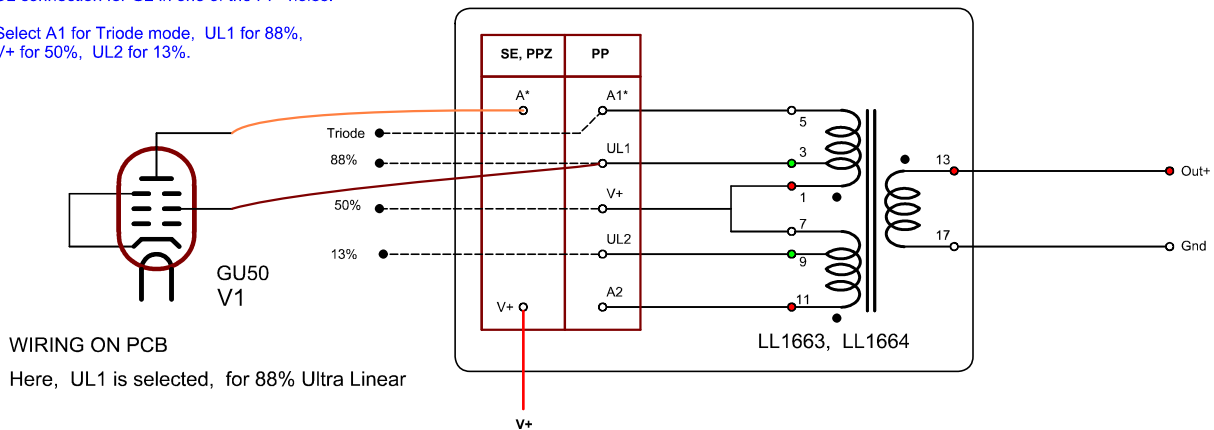 Select A1 for Triode mode, UL1 for 88%,
V+ for 50%, UL2 for 13%.
SE, PPZ PP
A* A1*
5
Triode
UL1 3
88%
13
Out+
V+ 1
50%
7
UL2
13%
9
17
Gnd
GU50
V1
V+ A2 11
LL1663, LL1664
WIRING ON PCB
Here, UL1 is selected, for 88% Ultra Linear
V+